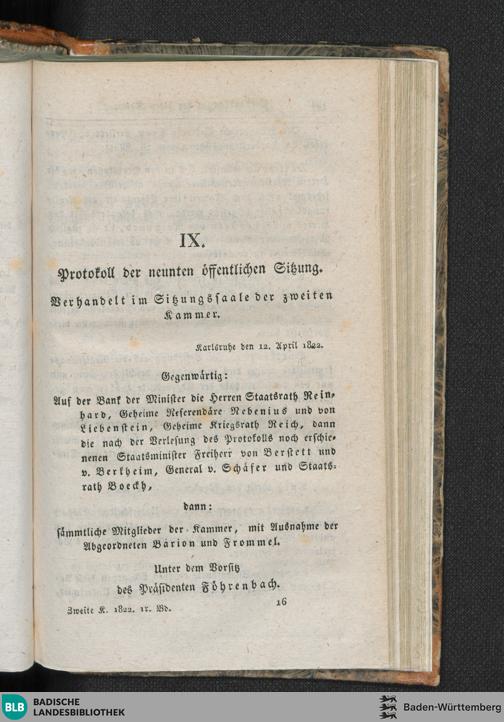 IX.
Protokoll der neunten öffentlichen Sitzung.
Verhandelt im Sitzungssaale der zweiten
Kammer.
Karlsruhe den 12. April 1822.
Gegenwärtig:
Auf der Bank der Minister die Herren Staatsrath Rein-
hard, Geheime Referendäre Nebenius und von
Liebenstein, Geheime Kriegsrath Reich, dann
die nach der Verlesung des Protokolls noch erschie-
nenen Staatsminister Freiherr von Berstett und
v. Berkheim, General v. Schäfer und Staats-
rath Boeckh,
dann:
sämmtliche Mitglieder der Kammer, mit Ausnahme der
Abgeordneten Barion und Frommel.
Unter dem Vorsitz
des Präsidenten Föhrenbach.
Zweite K. 1822. 1r. Bd. 16
BLB BADISCHE
LANDESBIBLIOTHEK
Baden-Württemberg